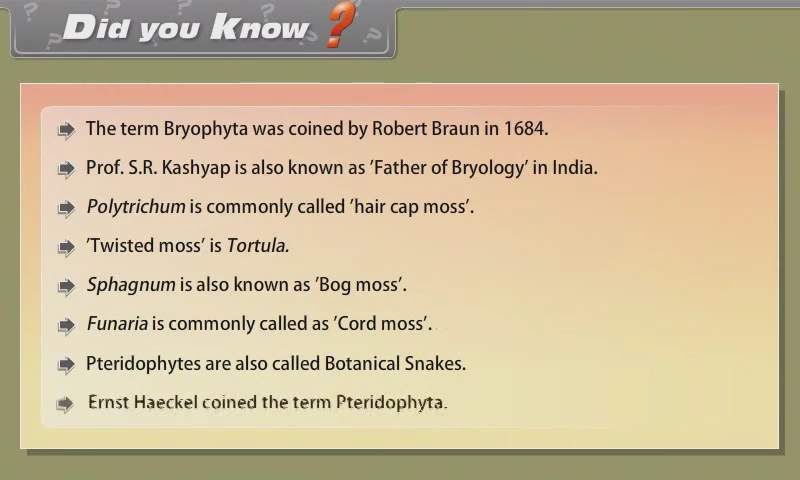 Did you Know ?
The term Bryophyta was coined by Robert Braun in 1684.
Prof. S.R. Kashyap is also known as 'Father of Bryology' in India.
Polytrichum is commonly called 'hair cap moss'.
'Twisted moss' is Tortula.
Sphagnum is also known as 'Bog moss'.
Funaria is commonly called as 'Cord moss'.
Pteridophytes are also called Botanical Snakes.
Ernst Haeckel coined the term Pteridophyta.